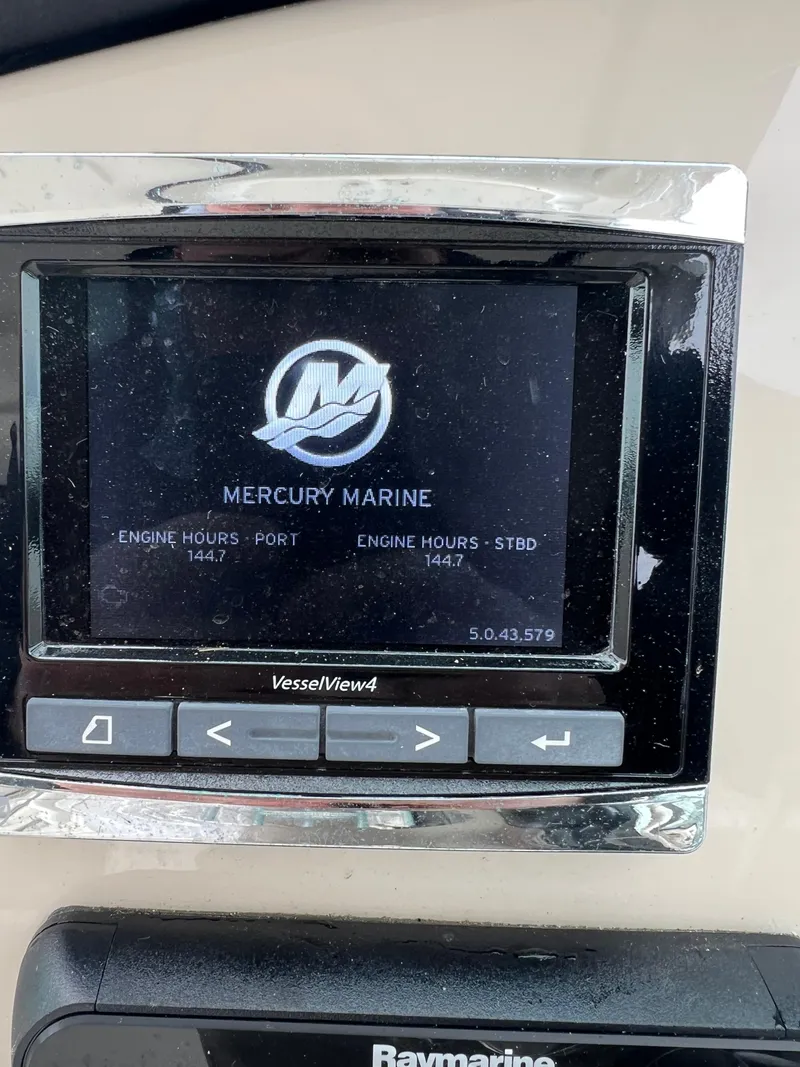 MERCURY MARINE
ENGINE HOURS - PORT
144.7
ENGINE HOURS - STBD
144.7
5.0.43.579
VesselView4
< >
Raymarine